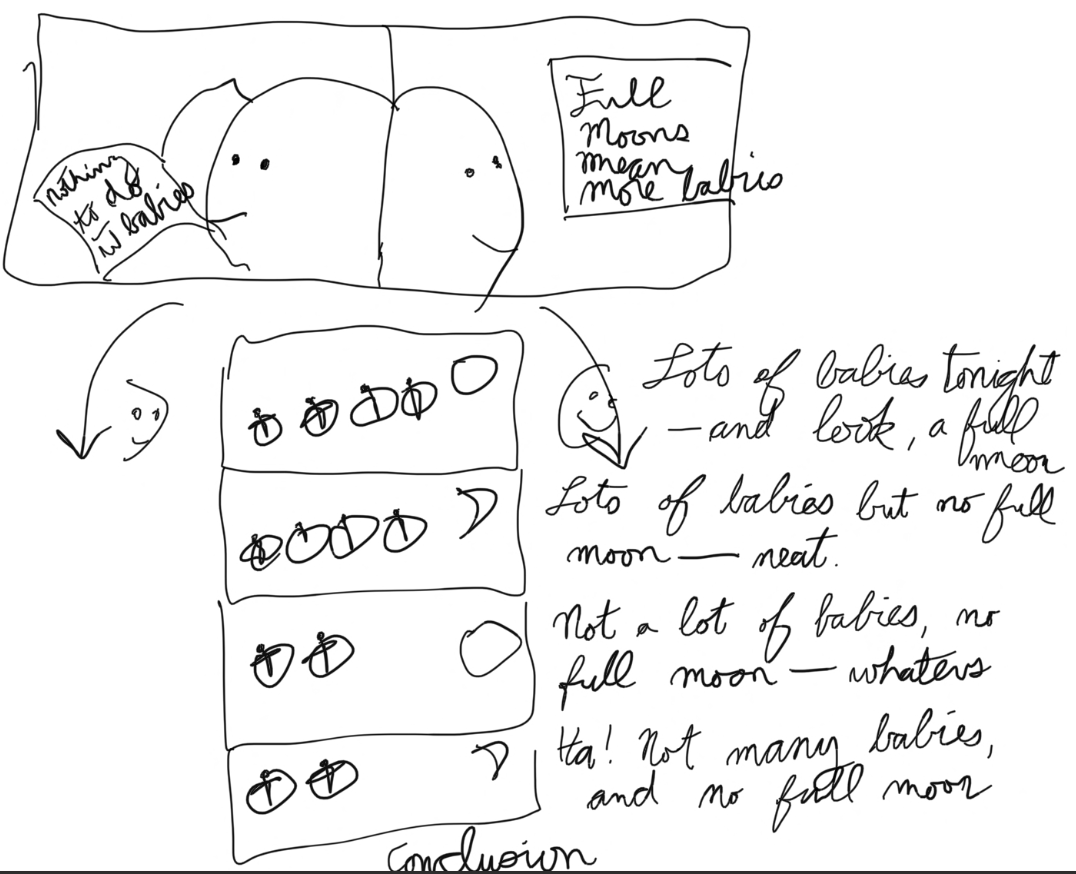 nothing
to do
w̄ babies
Full
moons
mean
more babies
Lots of babies tonight
— and look, a full
moon
Lots of babies but no full
moon — neat.
Not a lot of babies, no
full moon — whatevs
Ha! Not many babies,
and no full moon
Conclusion